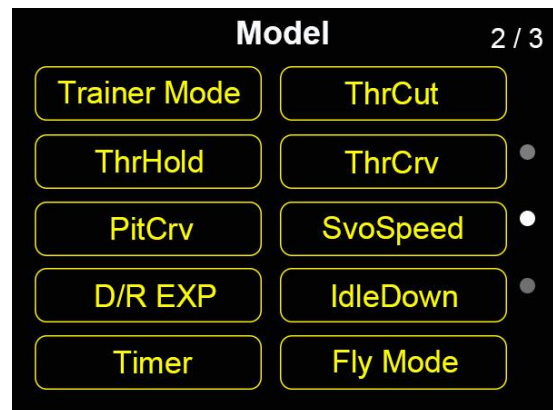 Model 2 / 3
Trainer Mode ThrCut
ThrHold ThrCrv
PitCrv SvoSpeed
D/R EXP IdleDown
Timer Fly Mode